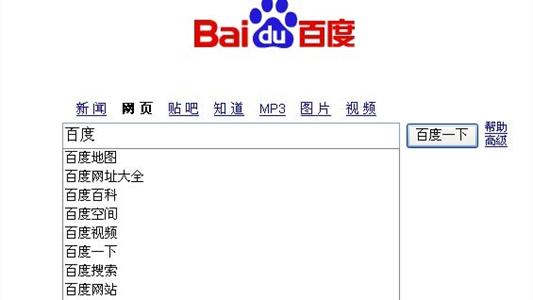 Bai du 百度
新闻 网页 贴吧 知道 MP3 图片 视频
百度 百度一下 帮助
高级
百度地图
百度网址大全
百度百科
百度空间
百度视频
百度一下
百度搜索
百度网站